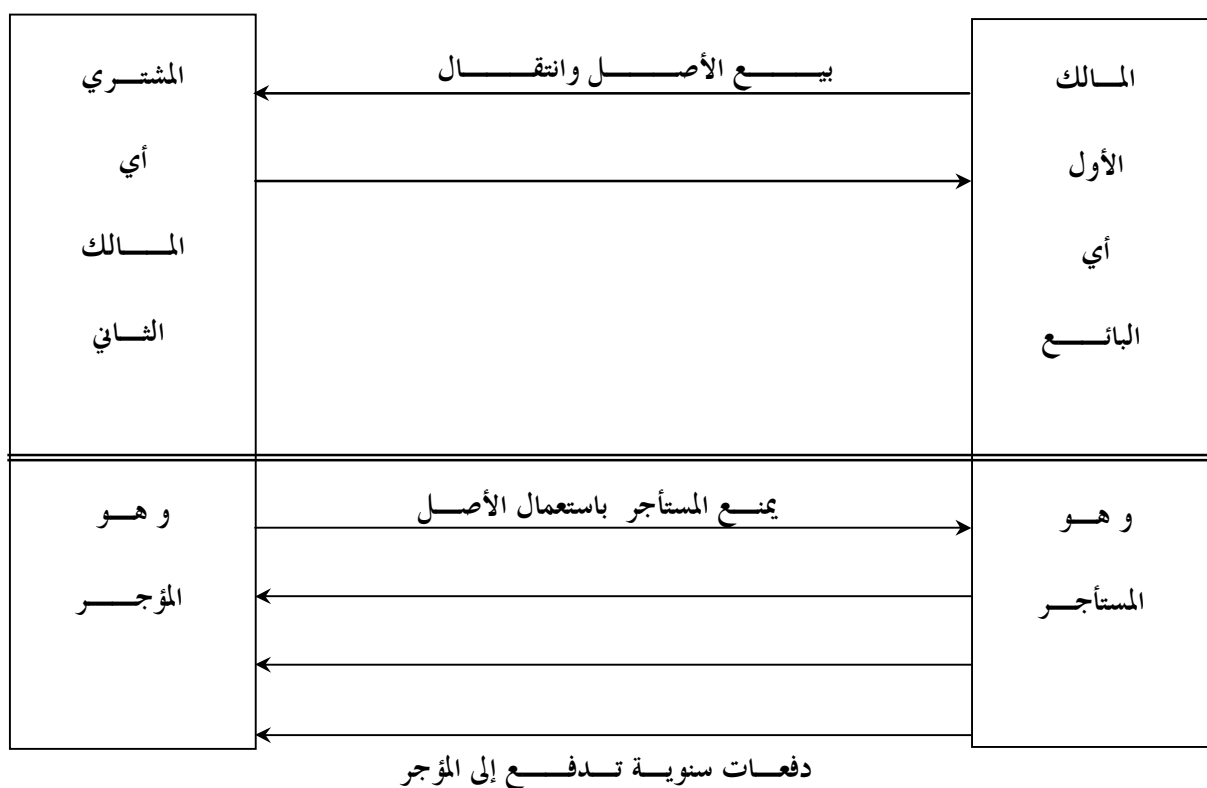 المالك
الأول
أي
البائع
بيع الأصل وانتقال
المشتري
أي
المالك
الثاني
و هو
المستأجر
يمنع المستأجر باستعمال الأصل
و هو
المؤجر
دفعات سنوية تدفع إلى المؤجر